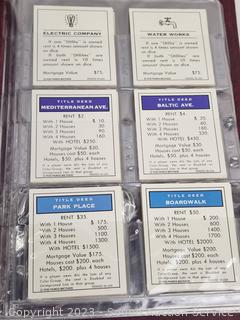 ELECTRIC COMPANY
If one "Utility" is owned
rent is 4 times amount shown
on dice.
If both "Utilities" are owned
rent is 10 times amount
shown on dice.
Mortgage Value $75.
WATER WORKS
If one "Utility" is owned
rent is 4 times amount shown
on dice.
If both "Utilities" are owned
rent is 10 times amount
shown on dice.
Mortgage Value $75.
TITLE DEED
MEDITERRANEAN AVE.
RENT $2.
With 1 House $ 10.
With 2 Houses 30.
With 3 Houses 90.
With 4 Houses 160.
With HOTEL $250.
Mortgage Value $30.
Houses cost $50. each
Hotels, $50. plus 4 houses
TITLE DEED
BALTIC AVE.
RENT $4.
With 1 House $ 20.
With 2 Houses 60.
With 3 Houses 180.
With 4 Houses 320.
With HOTEL $450.
Mortgage Value $30.
Houses cost $50. each
Hotels, $50. plus 4 houses
TITLE DEED
PARK PLACE
RENT $35.
With 1 House $ 175.
With 2 Houses 500.
With 3 Houses 1100.
With 4 Houses 1300.
With HOTEL $1500.
Mortgage Value $175.
Houses cost $200. each
Hotels, $200. plus 4 houses
TITLE DEED
BOARDWALK
RENT $50.
With 1 House $ 200.
With 2 Houses 600.
With 3 Houses 1400.
With 4 Houses 1700.
With HOTEL $2000.
Mortgage Value $200.
Houses cost $200. each
Hotels, $200. plus 4 houses
Copyright 2023